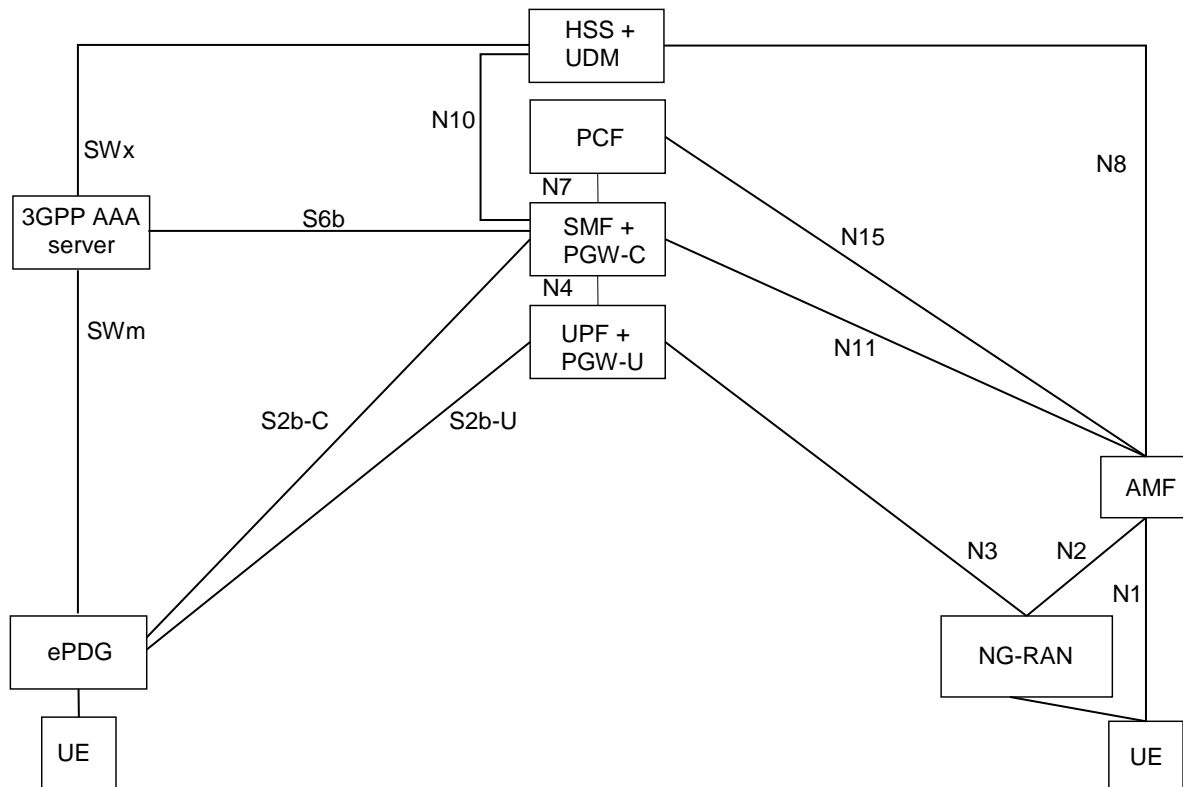 HSS +
UDM
N10
PCF
SWx
N8
N7
3GPP AAA
server
S6b
SMF +
PGW-C
N15
N4
SWm
UPF +
PGW-U
N11
S2b-C
S2b-U
AMF
N3
N2
N1
ePDG
NG-RAN
UE
UE